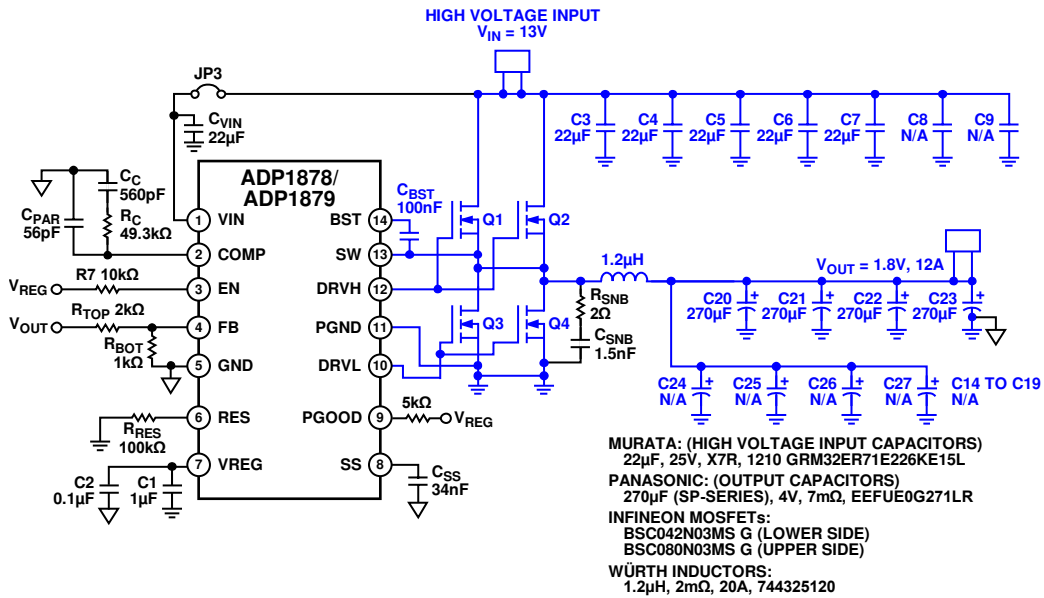 HIGH VOLTAGE INPUT
VIN = 13V
JP3
CVIN
22µF
C3
22µF
C4
22µF
C5
22µF
C6
22µF
C7
22µF
C8
N/A
C9
N/A
ADP1878/
ADP1879
CC
560pF
CPAR
56pF
RC
49.3kΩ
1 VIN
2 COMP
3 EN
4 FB
5 GND
6 RES
7 VREG
BST 14
SW 13
DRVH 12
PGND 11
DRVL 10
PGOOD 9
SS 8
CBST
100nF
Q1
Q2
Q3
Q4
R7 10kΩ
VREG
RTOP 2kΩ
VOUT
RBOT
1kΩ
RRES
100kΩ
C2
0.1µF
C1
1µF
5kΩ
VREG
CSS
34nF
1.2µH
RSNB
2Ω
CSNB
1.5nF
VOUT = 1.8V, 12A
C20
270µF
C21
270µF
C22
270µF
C23
270µF
C24
N/A
C25
N/A
C26
N/A
C27
N/A
C14 TO C19
N/A
MURATA: (HIGH VOLTAGE INPUT CAPACITORS)
22µF, 25V, X7R, 1210 GRM32ER71E226KE15L
PANASONIC: (OUTPUT CAPACITORS)
270µF (SP-SERIES), 4V, 7mΩ, EEFUE0G271LR
INFINEON MOSFETs:
BSC042N03MS G (LOWER SIDE)
BSC080N03MS G (UPPER SIDE)
WÜRTH INDUCTORS:
1.2µH, 2mΩ, 20A, 744325120